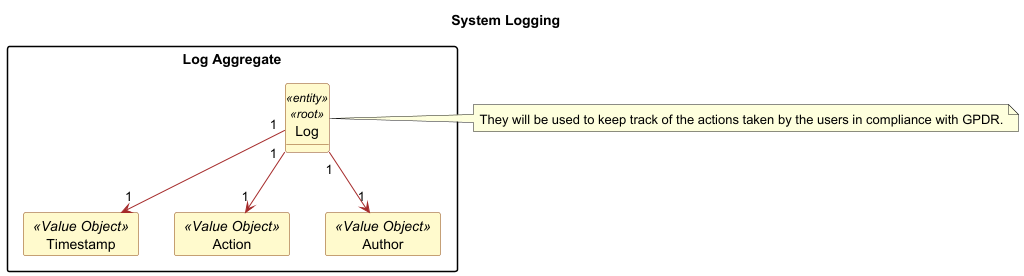 System Logging
Log Aggregate
«entity»
«root»
Log
They will be used to keep track of the actions taken by the users in compliance with GPDR.
1
1
1
1
1
1
«Value Object»
Timestamp
«Value Object»
Action
«Value Object»
Author